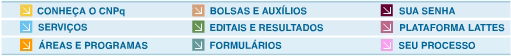 CONHEÇA O CNPq BOLSAS E AUXÍLIOS SUA SENHA
SERVIÇOS EDITAIS E RESULTADOS PLATAFORMA LATTES
ÁREAS E PROGRAMAS FORMULÁRIOS SEU PROCESSO